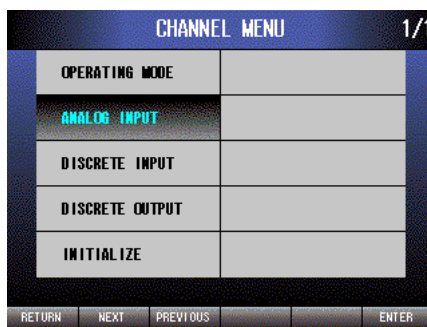 CHANNEL MENU 1/1
OPERATING MODE
ANALOG INPUT
DISCRETE INPUT
DISCRETE OUTPUT
INITIALIZE
RETURN NEXT PREVIOUS ENTER